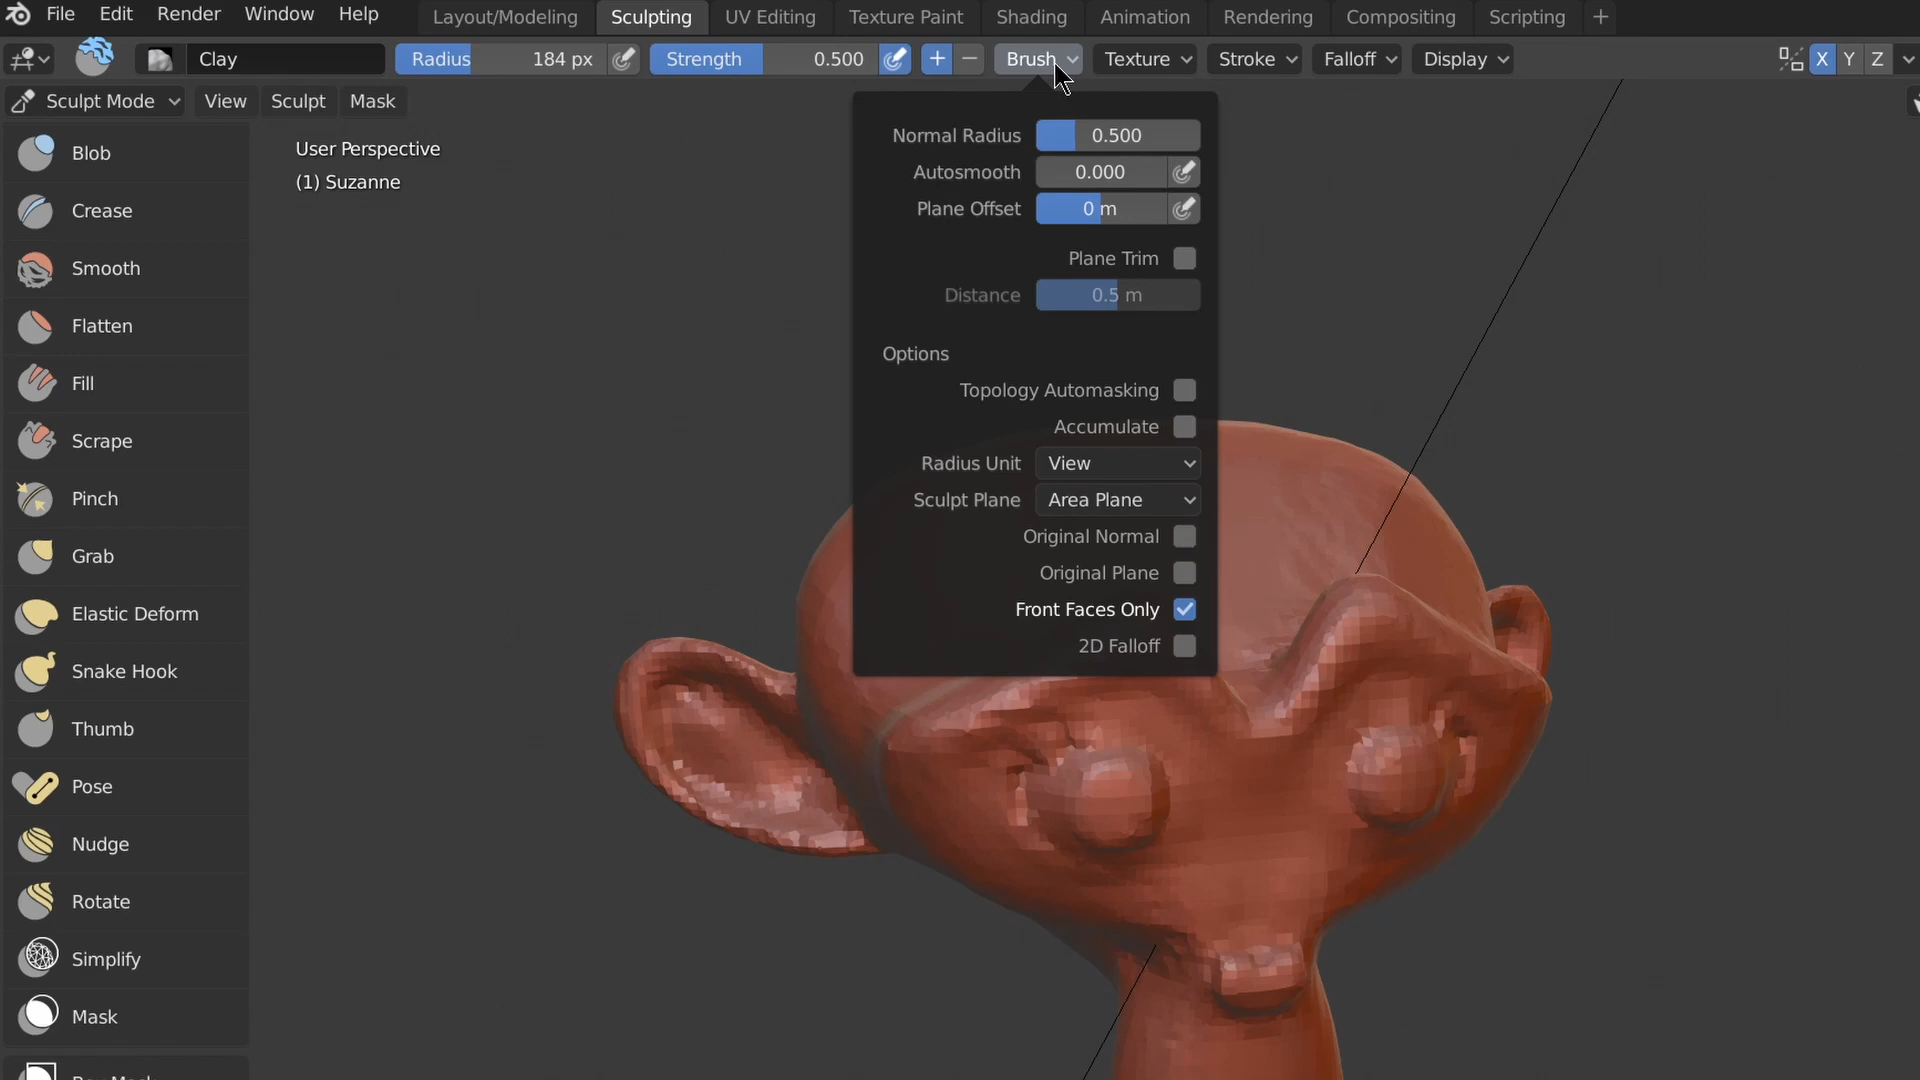 File Edit Render Window Help Layout/Modeling Sculpting UV Editing Texture Paint Shading Animation Rendering Compositing Scripting +
Clay Radius 184 px Strength 0.500 + − Brush Texture Stroke Falloff Display X Y Z
Sculpt Mode View Sculpt Mask
User Perspective
(1) Suzanne
Blob
Crease
Smooth
Flatten
Fill
Scrape
Pinch
Grab
Elastic Deform
Snake Hook
Thumb
Pose
Nudge
Rotate
Simplify
Mask
Normal Radius 0.500
Autosmooth 0.000
Plane Offset 0 m
Plane Trim
Distance 0.5 m
Options
Topology Automasking
Accumulate
Radius Unit View
Sculpt Plane Area Plane
Original Normal
Original Plane
Front Faces Only
2D Falloff